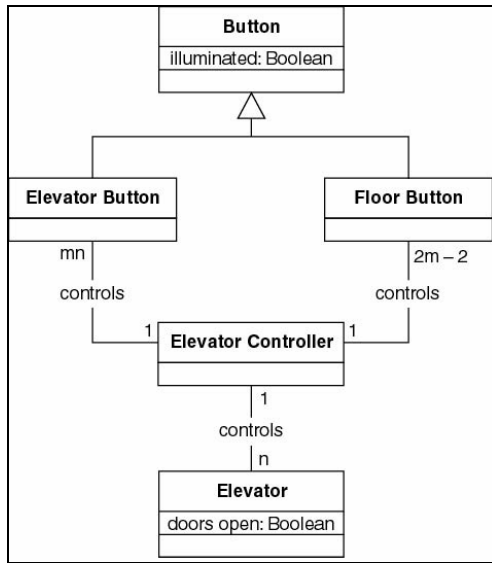 Button
illuminated: Boolean
Elevator Button
Floor Button
mn
2m – 2
controls
controls
1
Elevator Controller
1
1
controls
n
Elevator
doors open: Boolean